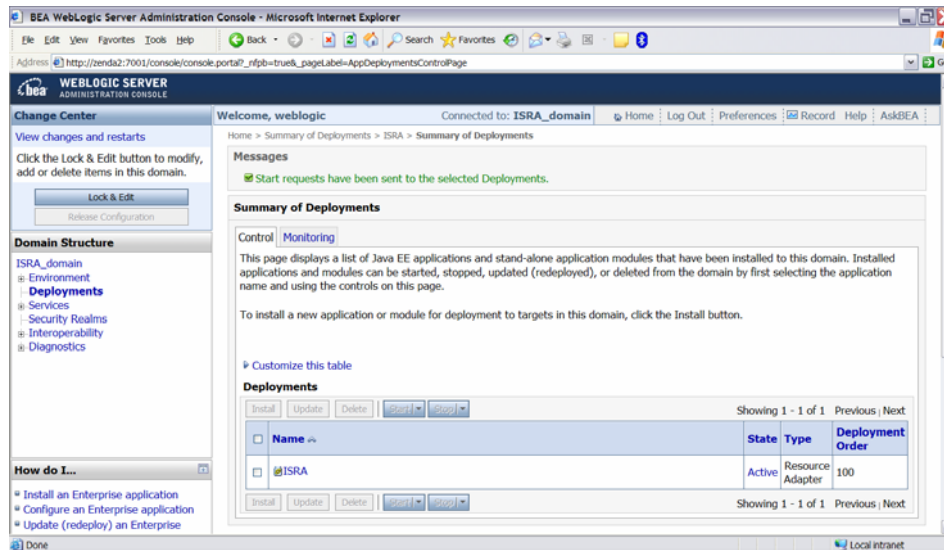 BEA WebLogic Server Administration Console - Microsoft Internet Explorer
File Edit View Favorites Tools Help
Back Search Favorites
Address http://zenda2:7001/console/console.portal?_nfpb=true&_pageLabel=AppDeploymentsControlPage
bea WEBLOGIC SERVER
ADMINISTRATION CONSOLE
Change Center
View changes and restarts
Click the Lock & Edit button to modify,
add or delete items in this domain.
Lock & Edit
Release Configuration
Domain Structure
ISRA_domain
Environment
Deployments
Services
Security Realms
Interoperability
Diagnostics
How do I...
Install an Enterprise application
Configure an Enterprise application
Update (redeploy) an Enterprise
Welcome, weblogic Connected to: ISRA_domain Home Log Out Preferences Record Help AskBEA
Home > Summary of Deployments > ISRA > Summary of Deployments
Messages
Start requests have been sent to the selected Deployments.
Summary of Deployments
Control Monitoring
This page displays a list of Java EE applications and stand-alone application modules that have been installed to this domain. Installed
applications and modules can be started, stopped, updated (redeployed), or deleted from the domain by first selecting the application
name and using the controls on this page.
To install a new application or module for deployment to targets in this domain, click the Install button.
Customize this table
Deployments
Install Update Delete Start Stop Showing 1 - 1 of 1 Previous | Next
Name State Type Deployment
Order
ISRA Active Resource
Adapter 100
Install Update Delete Start Stop Showing 1 - 1 of 1 Previous | Next
Done Local intranet